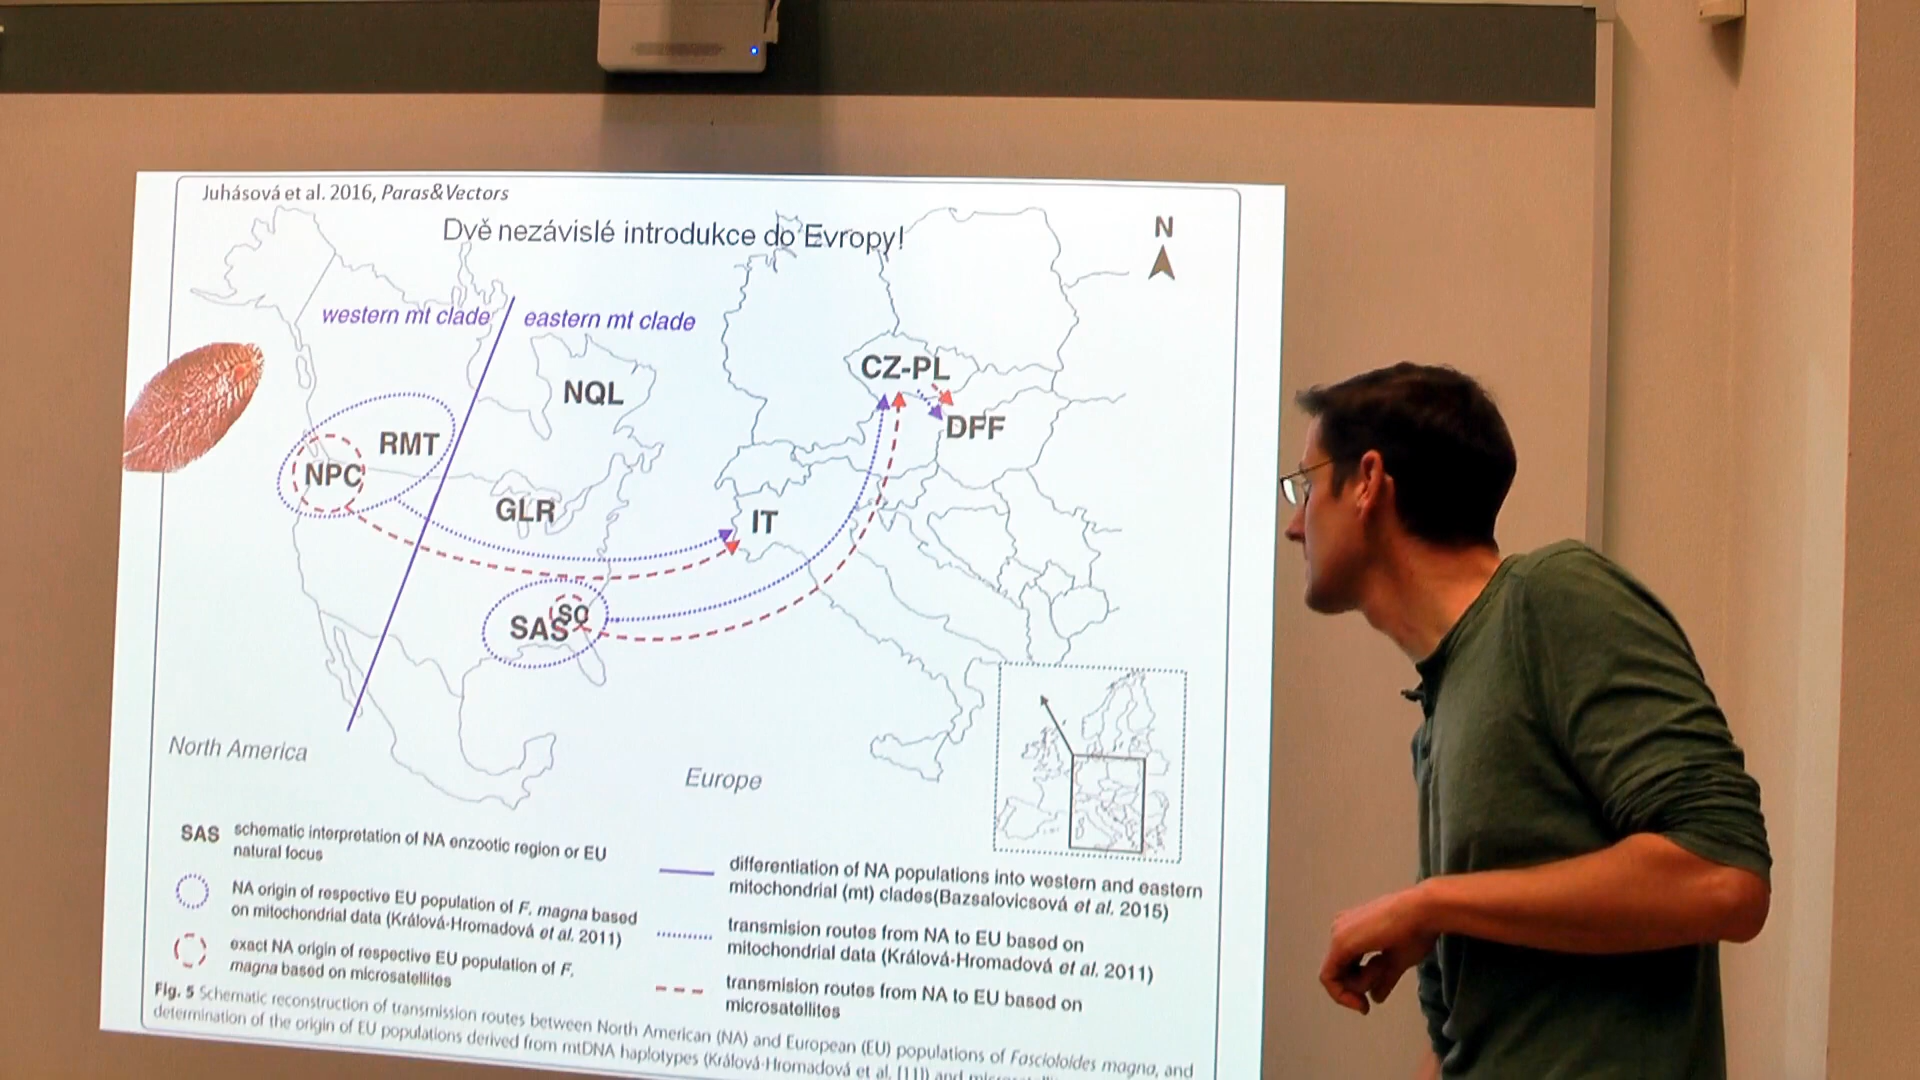 Juhásová et al. 2016, Paras&Vectors
Dvě nezávislé introdukce do Evropy!
N
western mt clade
eastern mt clade
CZ-PL
NQL
DFF
RMT
NPC
GLR
IT
SO
SAS
North America
Europe
SAS schematic interpretation of NA enzootic region or EU
natural focus
NA origin of respective EU population of F. magna based
on mitochondrial data (Králová-Hromadová et al. 2011)
exact NA origin of respective EU population of F.
magna based on microsatellites
differentiation of NA populations into western and eastern
mitochondrial (mt) clades(Bazsalovicsová et al. 2015)
transmision routes from NA to EU based on
mitochondrial data (Králová-Hromadová et al. 2011)
transmision routes from NA to EU based on
microsatellites
Fig. 5 Schematic reconstruction of transmission routes between North American (NA) and European (EU) populations of Fascioloides magna, and
determination of the origin of EU populations derived from mtDNA haplotypes (Králová-Hromadová et al. [11]) and